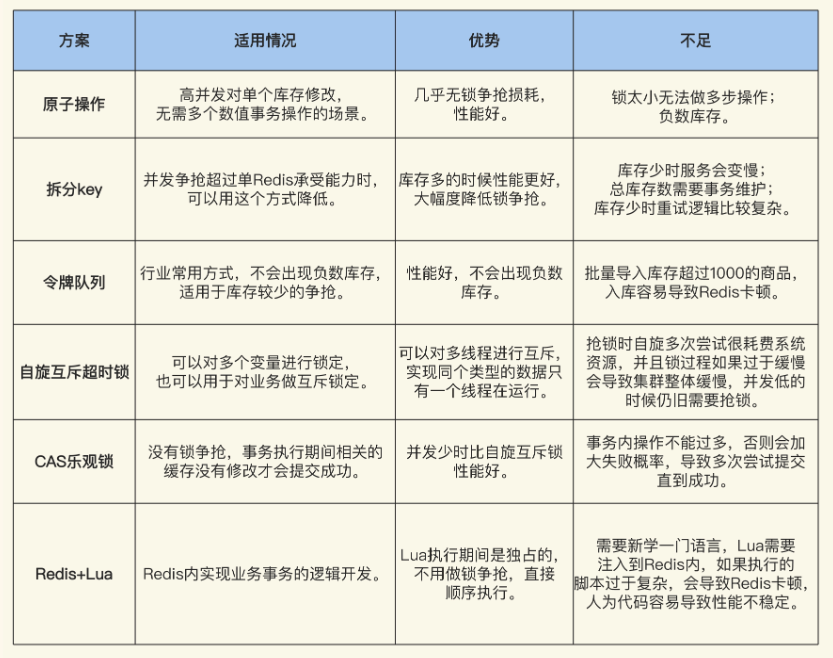 方案
适用情况
优势
不足
原子操作
高并发对单个库存修改，
无需多个数值事务操作的场景。
几乎无锁争抢损耗，
性能好。
锁太小无法做多步操作；
负数库存。
拆分key
并发争抢超过单Redis承受能力时，
可以用这个方式降低。
库存多的时候性能更好，
大幅度降低锁争抢。
库存少时服务会变慢；
总库存数需要事务维护；
库存少时重试逻辑比较复杂。
令牌队列
行业常用方式，不会出现负数库存，
适用于库存较少的争抢。
性能好，不会出现负数
库存。
批量导入库存超过1000的商品，
入库容易导致Redis卡顿。
自旋互斥超时锁
可以对多个变量进行锁定，
也可以用于对业务做互斥锁定。
可以对多线程进行互斥，
实现同个类型的数据只
有一个线程在运行。
抢锁时自旋多次尝试很耗费系统
资源，并且锁过程如果过于缓慢
会导致集群整体缓慢，并发低的
时候仍旧需要抢锁。
CAS乐观锁
没有锁争抢，事务执行期间相关的
缓存没有修改才会提交成功。
并发少时比自旋互斥锁
性能好。
事务内操作不能过多，否则会加
大失败概率，导致多次尝试提交
直到成功。
Redis+Lua
Redis内实现业务事务的逻辑开发。
Lua执行期间是独占的，
不用做锁争抢，直接
顺序执行。
需要新学一门语言，Lua需要
注入到Redis内，如果执行的
脚本过于复杂，会导致Redis卡顿，
人为代码容易导致性能不稳定。